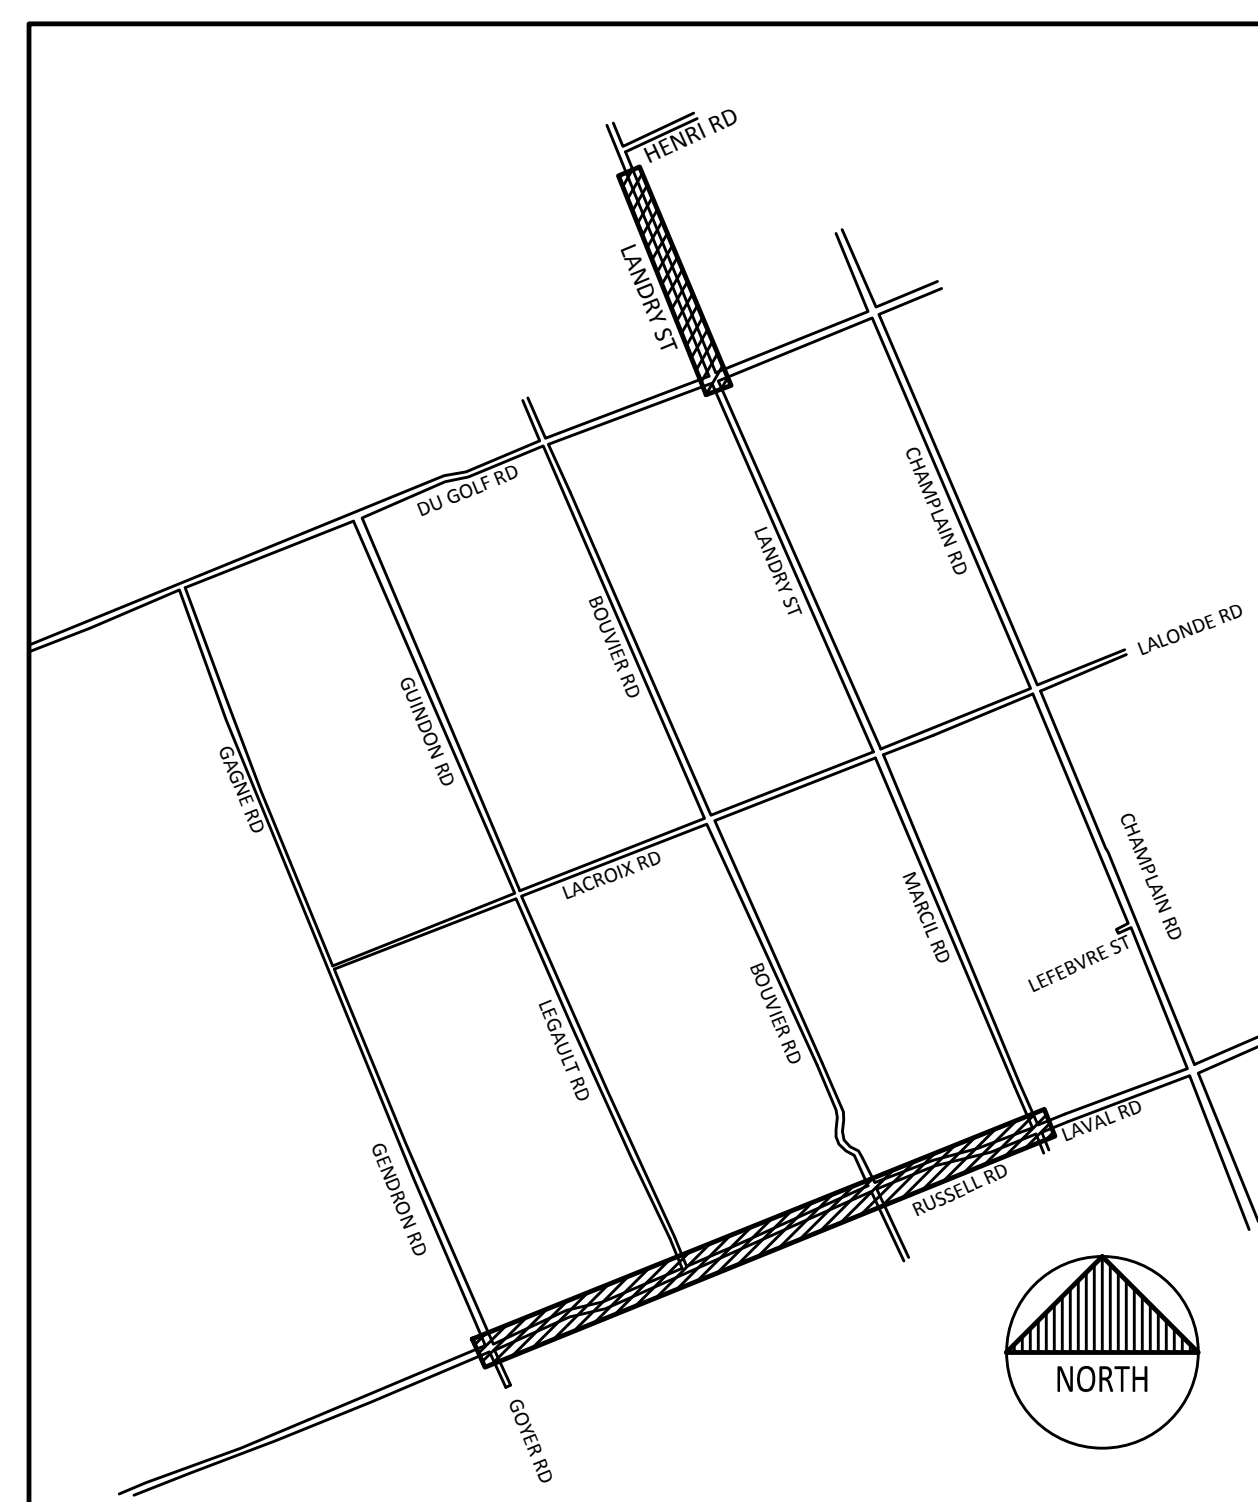 HENRI RD
LANDRY ST
DU GOLF RD
CHAMPLAIN RD
LANDRY ST
BOUVIER RD
LALONDE RD
GUINDON RD
GAGNE RD
LACROIX RD
CHAMPLAIN RD
MARCIL RD
LEFEBVRE ST
BOUVIER RD
LEGAULT RD
LAVAL RD
GENDRON RD
RUSSELL RD
NORTH
GOYER RD